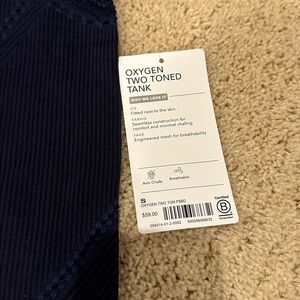 OXYGEN
TWO TONED
TANK
WHY WE LOVE IT
FIT
Fitted next to the skin
FABRIC
Seamless construction for
comfort and minimal chafing
FAVE
Engineered mesh for breathability
Anti-Chafe
Breathable
S
OXYGEN TWO TON PSBD
$59.00
Certified
B